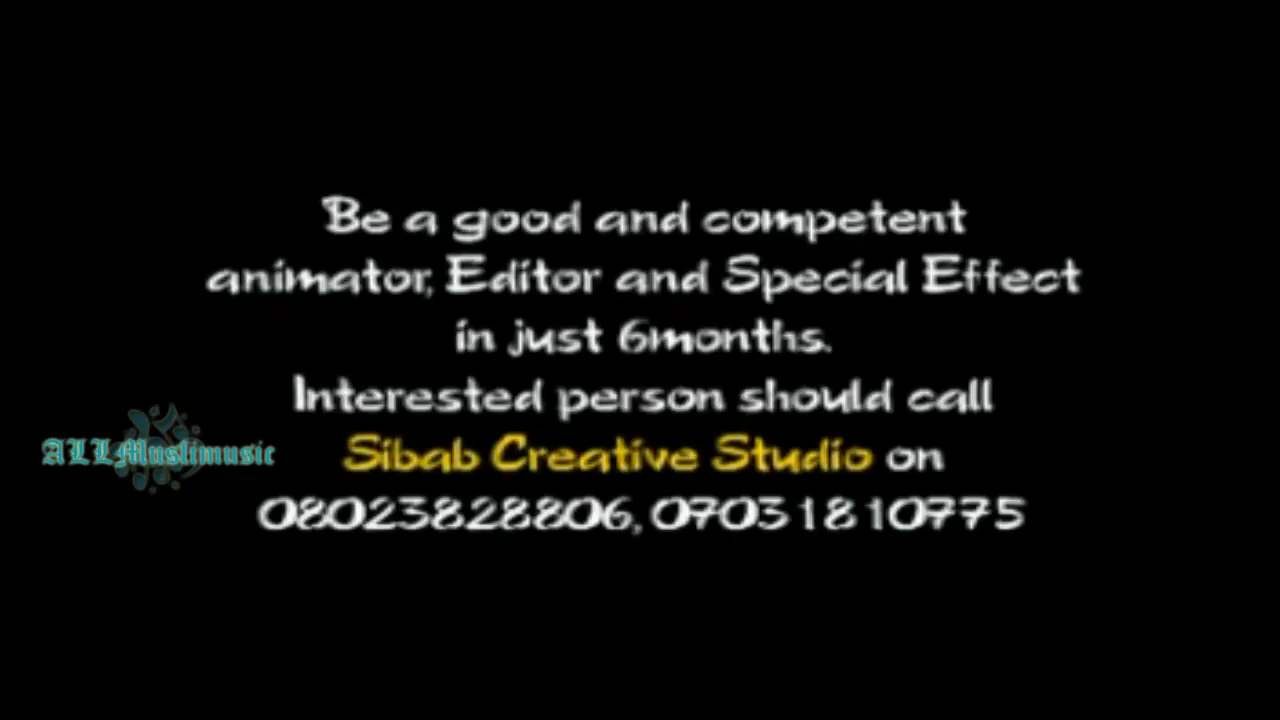 Be a good and competent
animator, Editor and Special Effect
in just 6months.
Interested person should call
Sibab Creative Studio on
08023828806, 07031810775
ALLMuslimusic